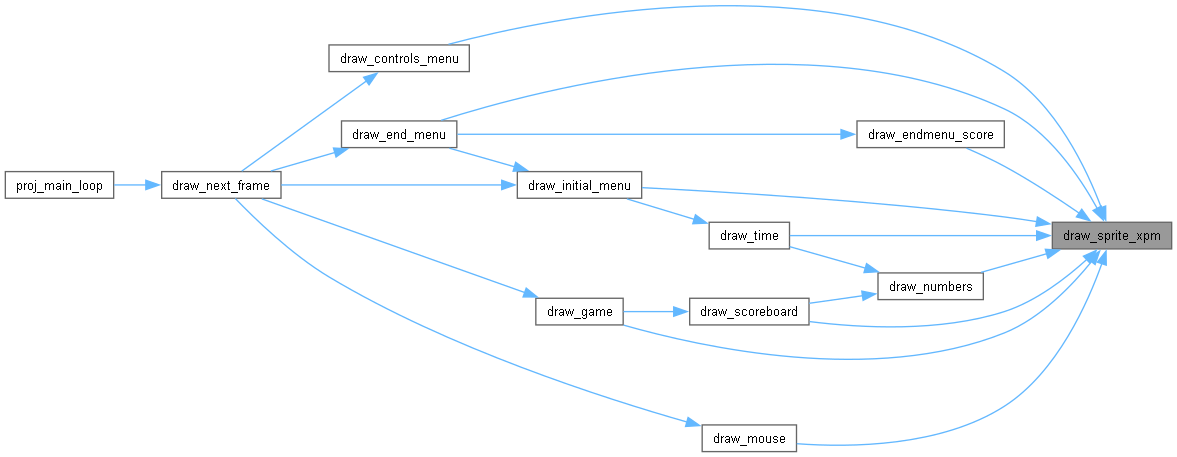 draw_controls_menu
draw_end_menu
draw_endmenu_score
proj_main_loop
draw_next_frame
draw_initial_menu
draw_time
draw_sprite_xpm
draw_numbers
draw_game
draw_scoreboard
draw_mouse